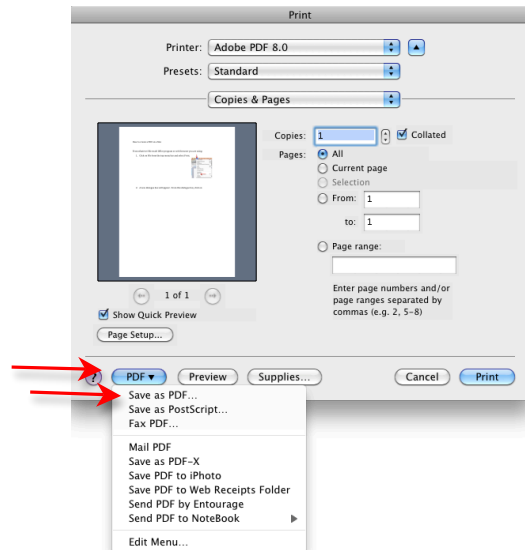 Print
Printer: Adobe PDF 8.0
Presets: Standard
Copies & Pages
Copies: 1 Collated
Pages: All
Current page
Selection
From: 1
to: 1
Page range:
Enter page numbers and/or
page ranges separated by
commas (e.g. 2, 5-8)
1 of 1
Show Quick Preview
Page Setup...
? PDF▼ Preview Supplies... Cancel Print
Save as PDF...
Save as PostScript...
Fax PDF...
Mail PDF
Save as PDF-X
Save PDF to iPhoto
Save PDF to Web Receipts Folder
Send PDF by Entourage
Send PDF to NoteBook
Edit Menu...